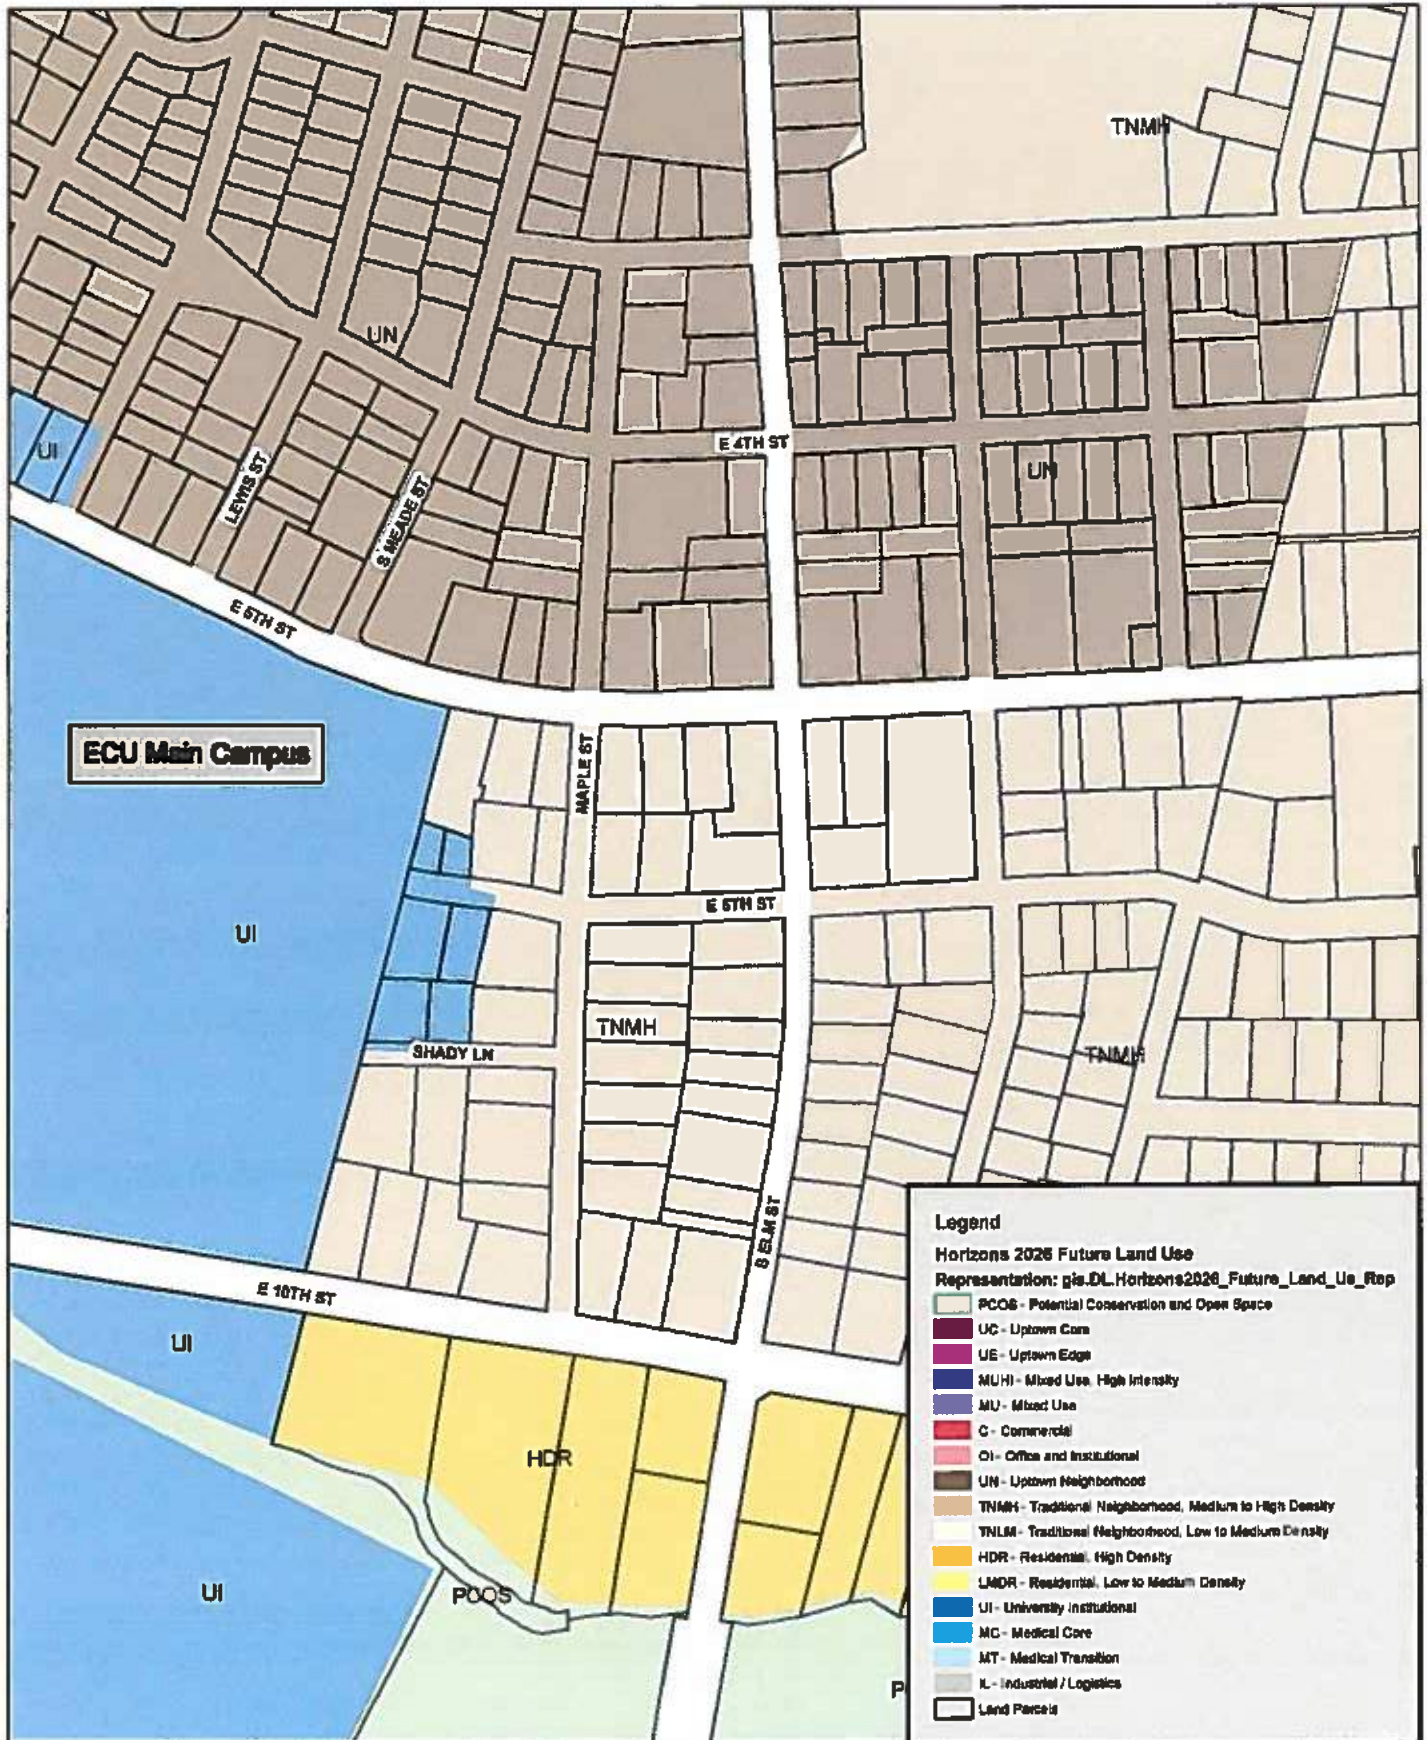 TNMH
UN
UI
E 4TH ST
UN
LEWIS ST
S MEADE ST
E 5TH ST
ECU Main Campus
MAPLE ST
E 5TH ST
UI
TNMH
SHADY LN
TNMH
S ELM ST
E 10TH ST
UI
HDR
UI
PCOS
P
Legend
Horizons 2026 Future Land Use
Representation: gis.DL.Horizons2026_Future_Land_Us_Rep
PCOS - Potential Conservation and Open Space
UC - Uptown Core
UE - Uptown Edge
MUHI - Mixed Use, High Intensity
MU - Mixed Use
C - Commercial
OI - Office and Institutional
UN - Uptown Neighborhood
TNMH - Traditional Neighborhood, Medium to High Density
TNLM - Traditional Neighborhood, Low to Medium Density
HDR - Residential, High Density
LMDR - Residential, Low to Medium Density
UI - University Institutional
MC - Medical Core
MT - Medical Transition
IL - Industrial / Logistics
Land Parcels